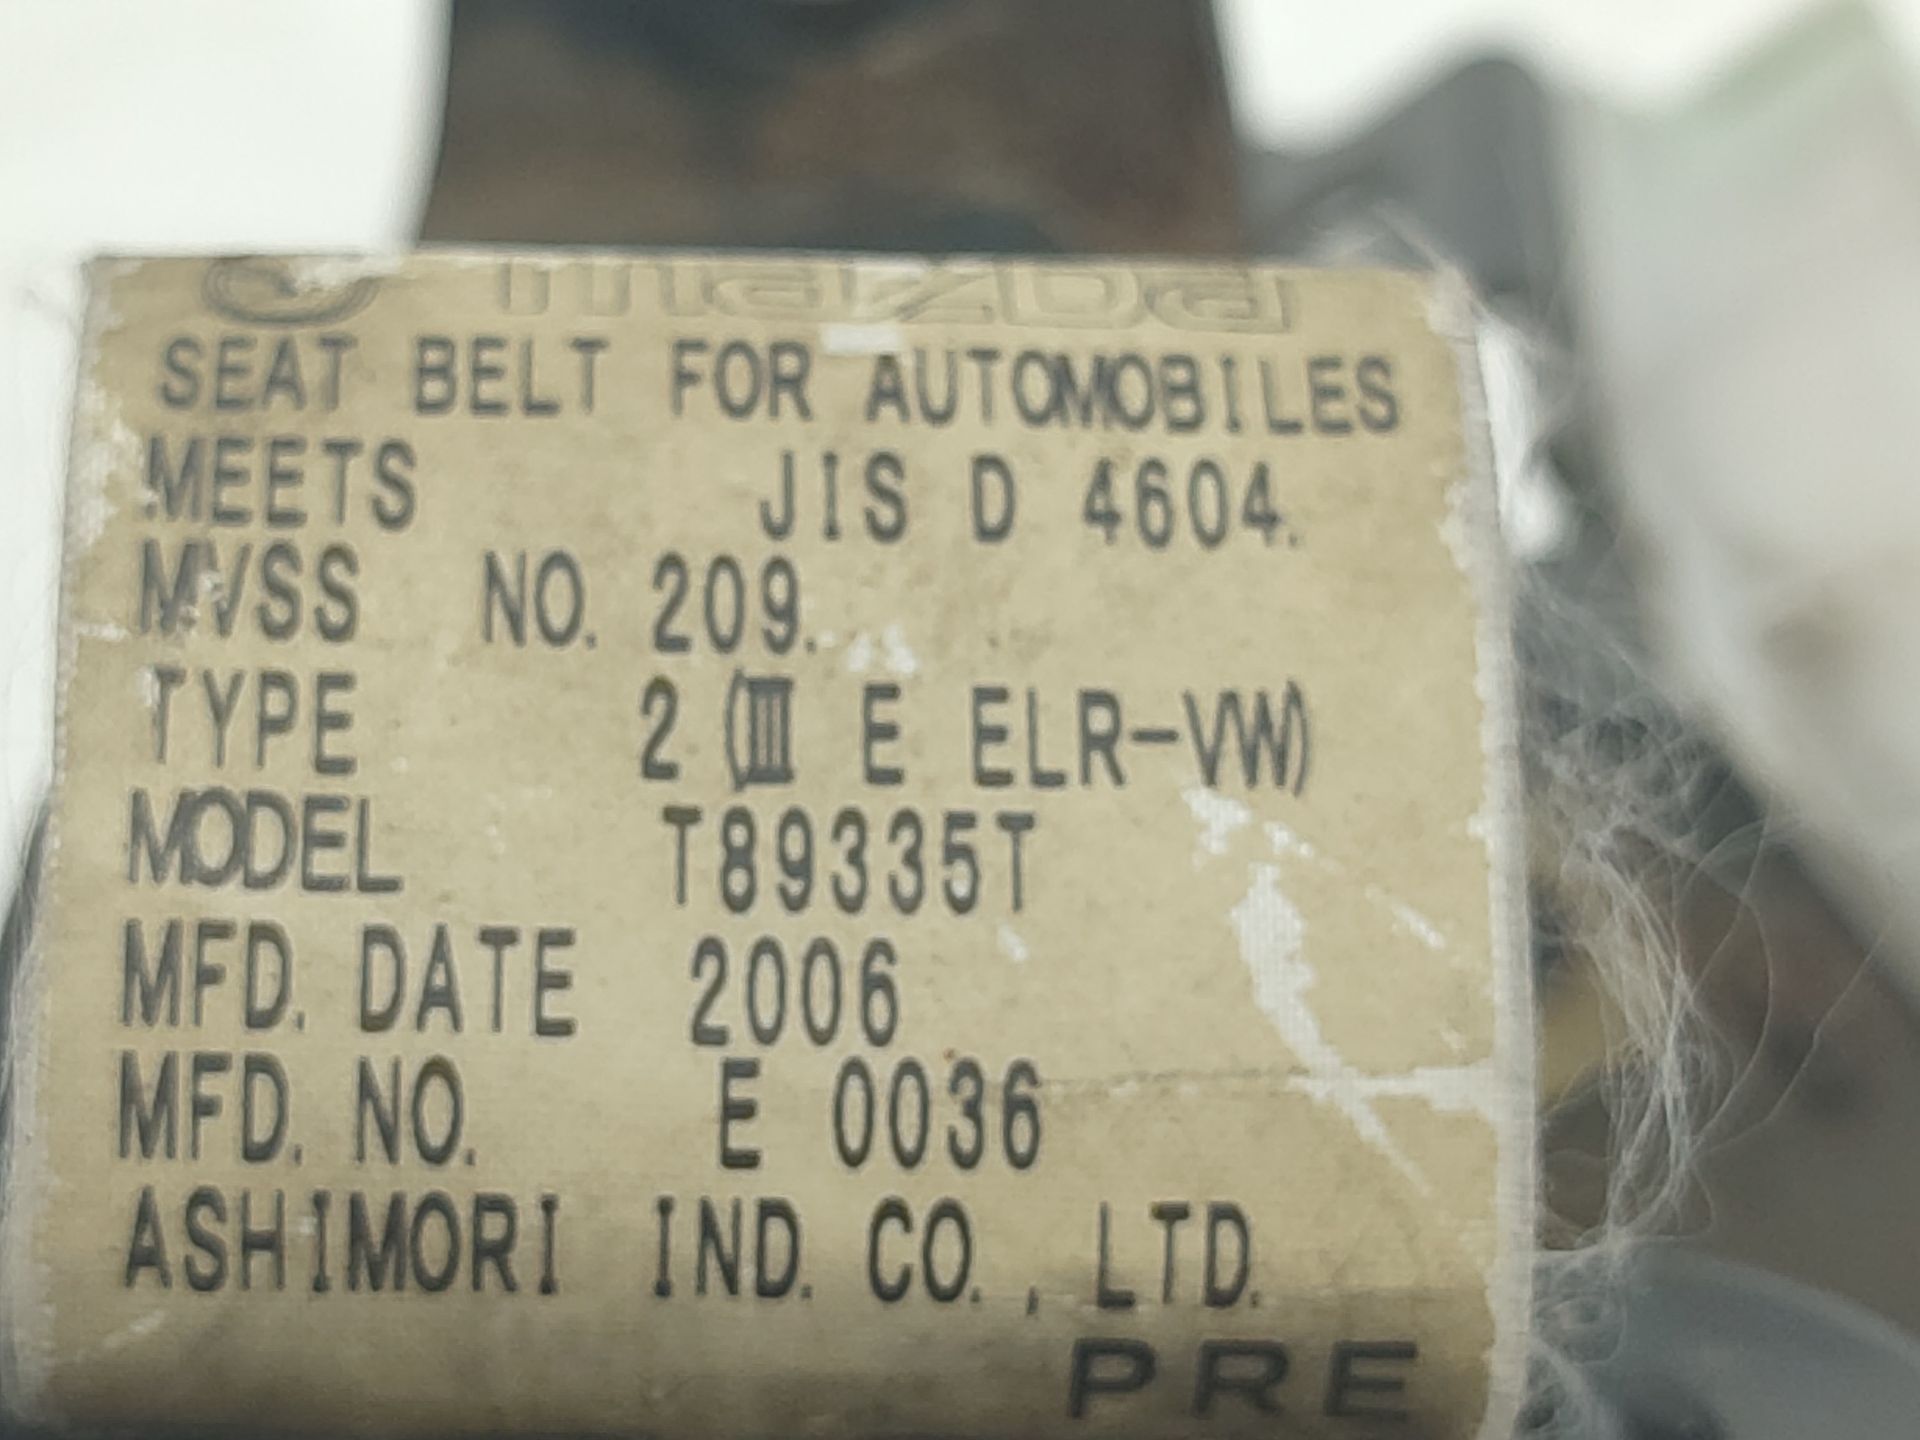 mazda
SEAT BELT FOR AUTOMOBILES
MEETS JIS D 4604.
MVSS NO. 209.
TYPE 2 (Ⅲ E ELR-VW)
MODEL T89335T
MFD. DATE 2006
MFD. NO. E 0036
ASHIMORI IND. CO., LTD.
PRE